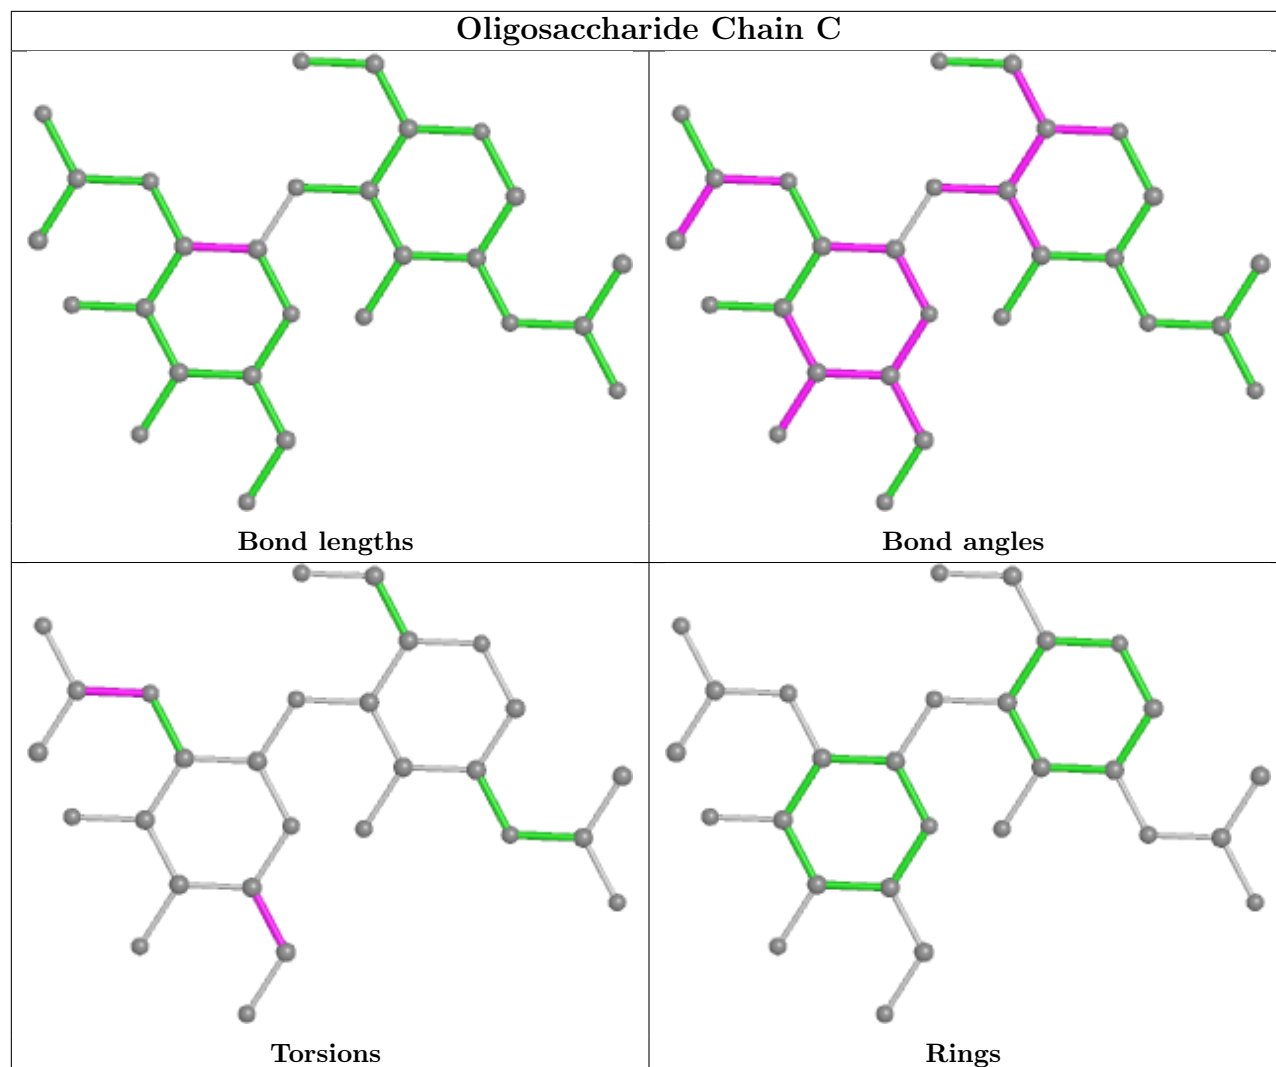 Oligosaccharide Chain C
Bond lengths
Bond angles
Torsions
Rings